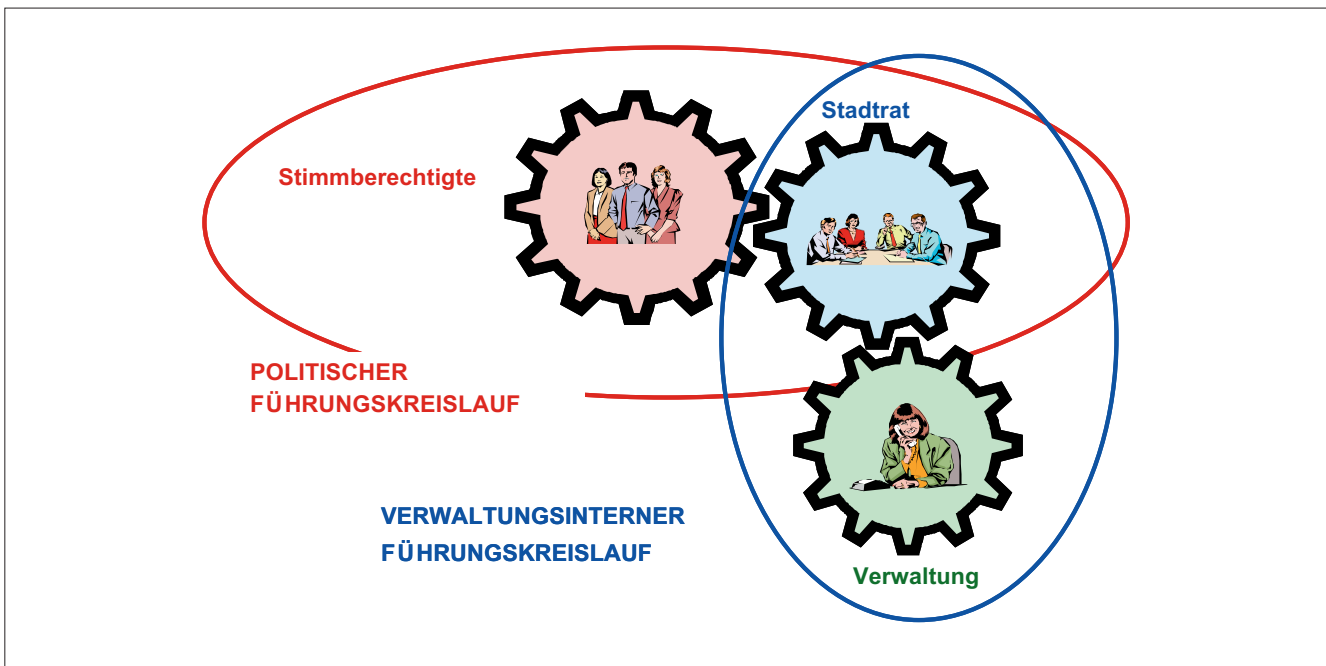 Stadtrat
Stimmberechtigte
POLITISCHER
FÜHRUNGSKREISLAUF
VERWALTUNGSINTERNER
FÜHRUNGSKREISLAUF
Verwaltung